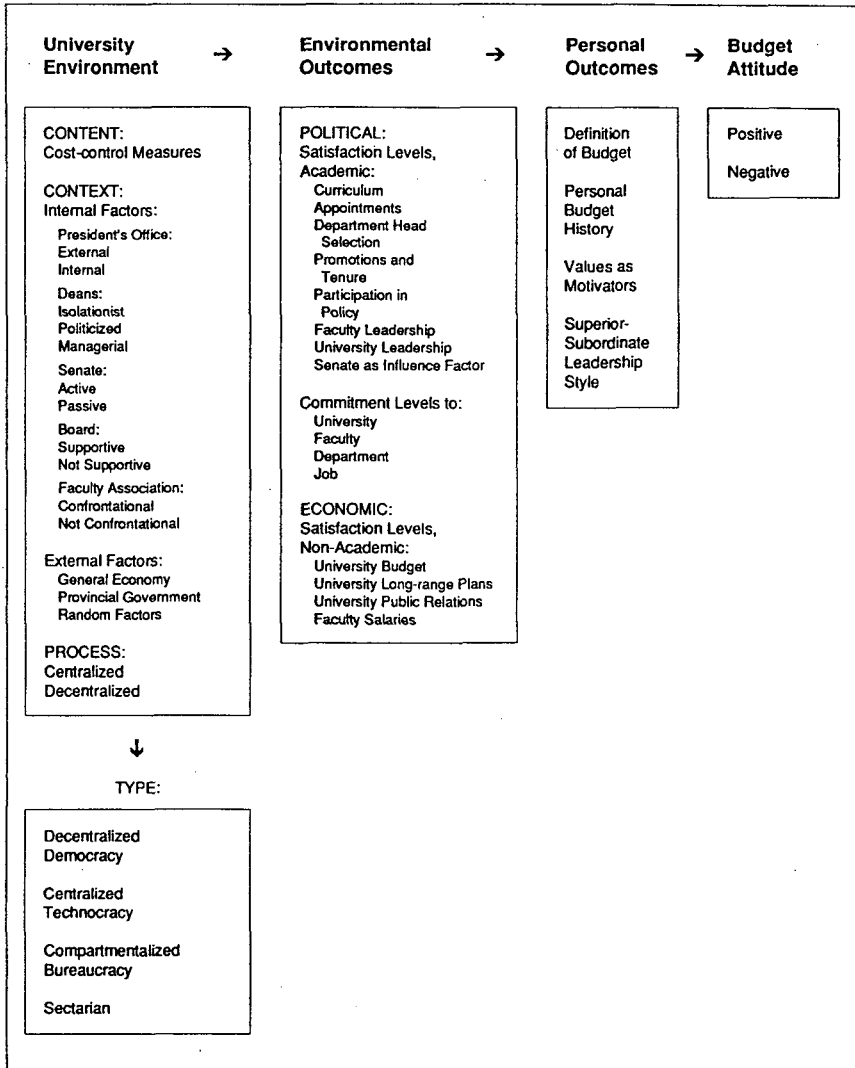 University
Environment
→
Environmental
Outcomes
→
Personal
Outcomes
→
Budget
Attitude
CONTENT:
Cost-control Measures
CONTEXT:
Internal Factors:
President's Office:
External
Internal
Deans:
Isolationist
Politicized
Managerial
Senate:
Active
Passive
Board:
Supportive
Not Supportive
Faculty Association:
Confrontational
Not Confrontational
External Factors:
General Economy
Provincial Government
Random Factors
PROCESS:
Centralized
Decentralized
↓
TYPE:
Decentralized
Democracy
Centralized
Technocracy
Compartmentalized
Bureaucracy
Sectarian
POLITICAL:
Satisfaction Levels,
Academic:
Curriculum
Appointments
Department Head
Selection
Promotions and
Tenure
Participation in
Policy
Faculty Leadership
University Leadership
Senate as Influence Factor
Commitment Levels to:
University
Faculty
Department
Job
ECONOMIC:
Satisfaction Levels,
Non-Academic:
University Budget
University Long-range Plans
University Public Relations
Faculty Salaries
Definition
of Budget
Personal
Budget
History
Values as
Motivators
Superior-
Subordinate
Leadership
Style
Positive
Negative